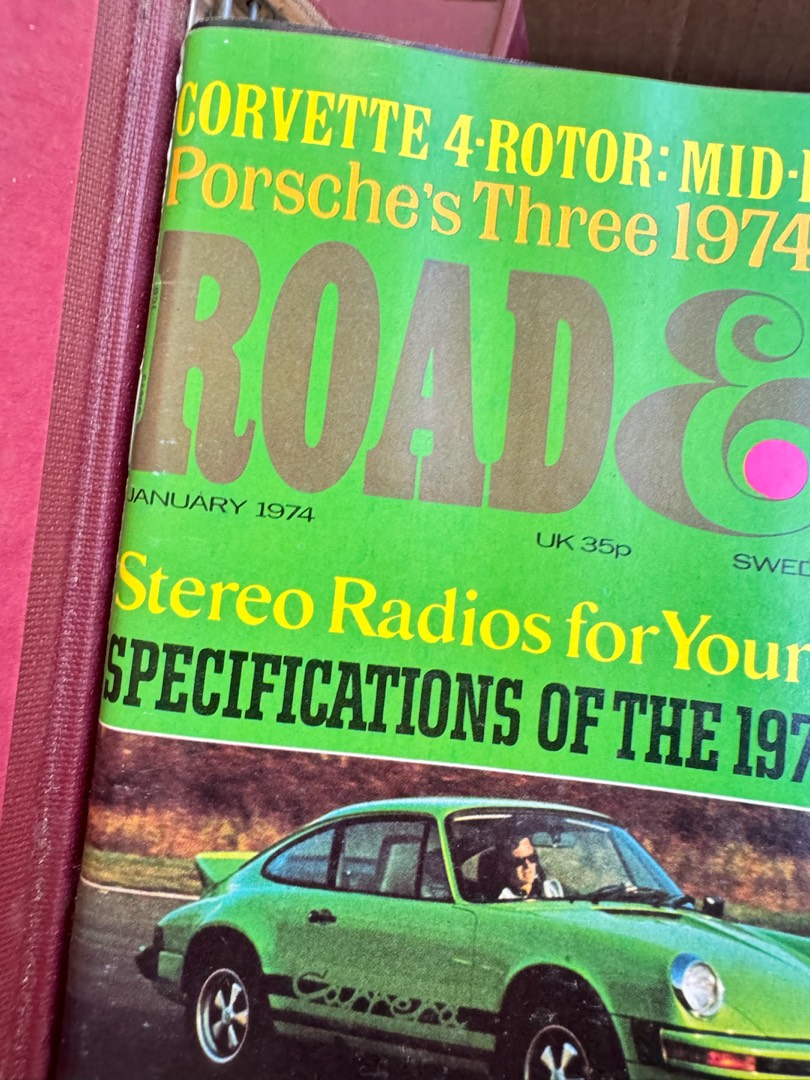 CORVETTE 4-ROTOR: MID-
Porsche's Three 1974
ROAD &
JANUARY 1974
UK 35p
SWED
Stereo Radios for Your
SPECIFICATIONS OF THE 197
Carrera